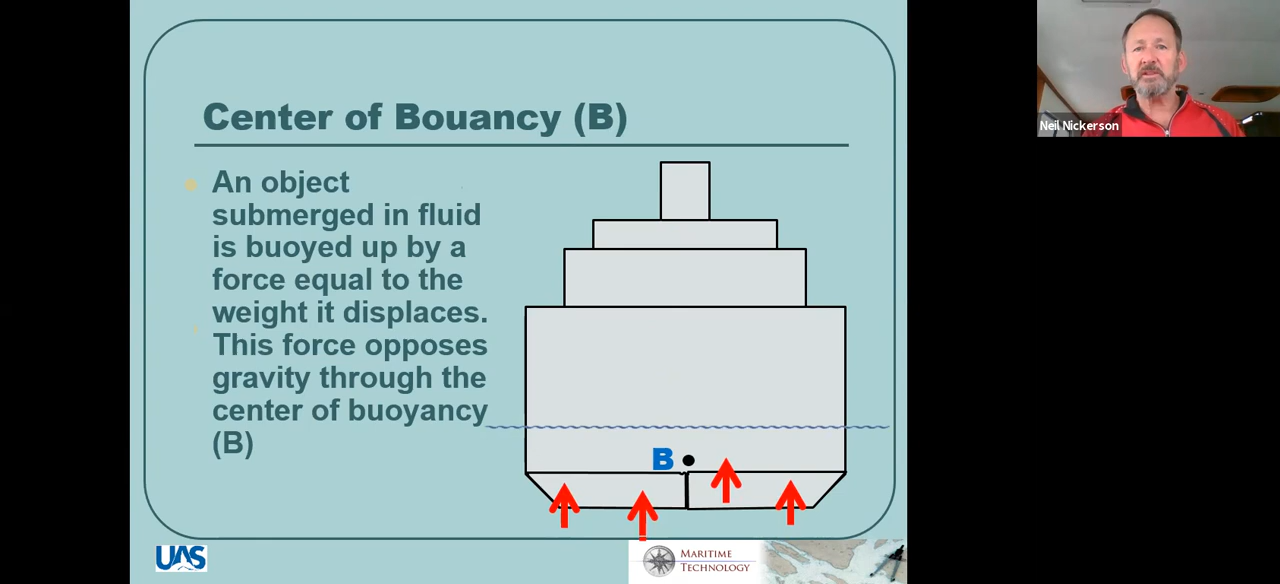 Neil Nickerson
Center of Bouancy (B)
An object
submerged in fluid
is buoyed up by a
force equal to the
weight it displaces.
This force opposes
gravity through the
center of buoyancy
(B)
B
UAS
MARITIME
TECHNOLOGY